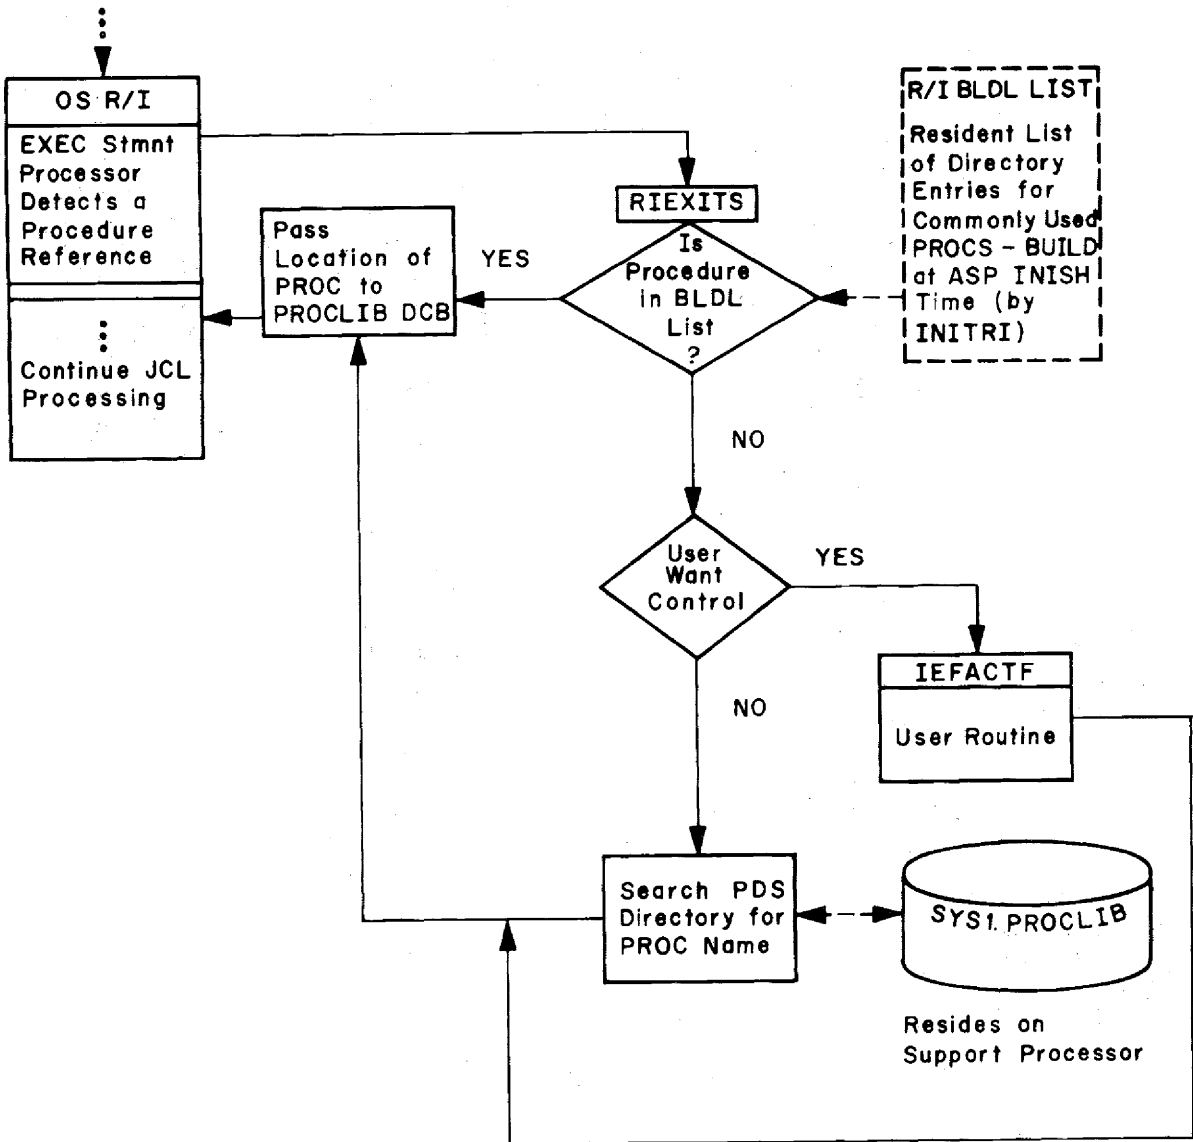 OS R/I
EXEC Stmnt
Processor
Detects a
Procedure
Reference
Continue JCL
Processing
Pass
Location of
PROC to
PROCLIB DCB
YES
RIEXITS
Is
Procedure
in BLDL
List
?
R/I BLDL LIST
Resident List
of Directory
Entries for
Commonly Used
PROCS - BUILD
at ASP INISH
Time (by
INITRI)
NO
User
Want
Control
YES
IEFACTF
User Routine
NO
Search PDS
Directory for
PROC Name
SYS1. PROCLIB
Resides on
Support Processor